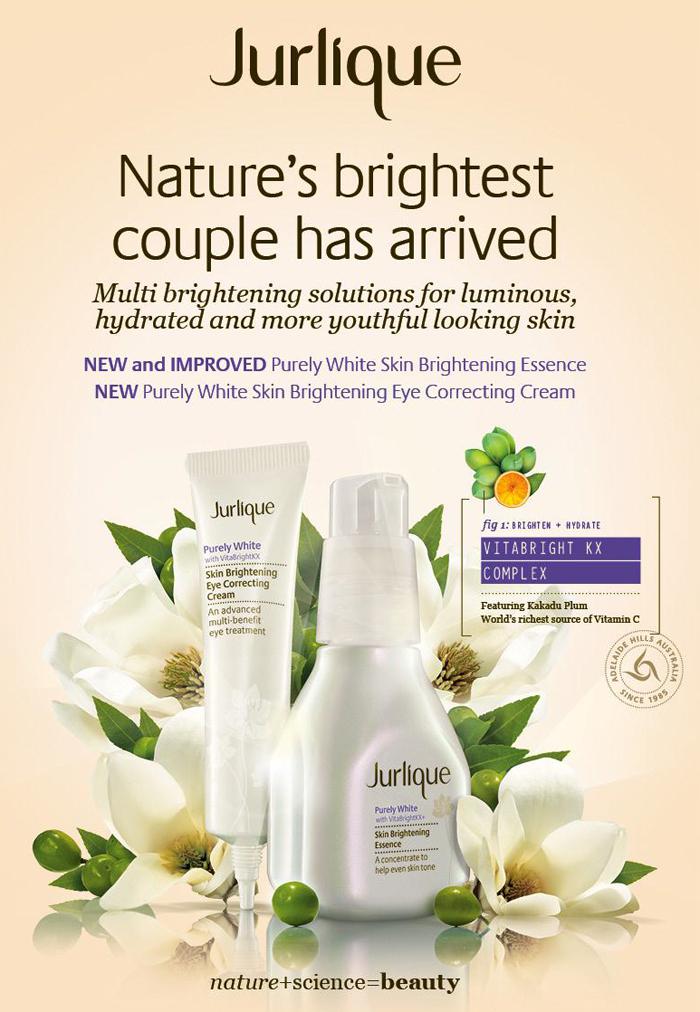 Jurlique
Nature's brightest
couple has arrived
Multi brightening solutions for luminous,
hydrated and more youthful looking skin
NEW and IMPROVED Purely White Skin Brightening Essence
NEW Purely White Skin Brightening Eye Correcting Cream
Jurlique
Purely White
with VitaBrightKX
Skin Brightening
Eye Correcting
Cream
An advanced
multi-benefit
eye treatment
fig 1: BRIGHTEN + HYDRATE
VITABRIGHT KX
COMPLEX
Featuring Kakadu Plum
World's richest source of Vitamin C
ADELAIDE HILLS AUSTRALIA
SINCE 1985
Jurlique
Purely White
with VitaBrightKX+
Skin Brightening
Essence
A concentrate to
help even skin tone
nature+science=beauty